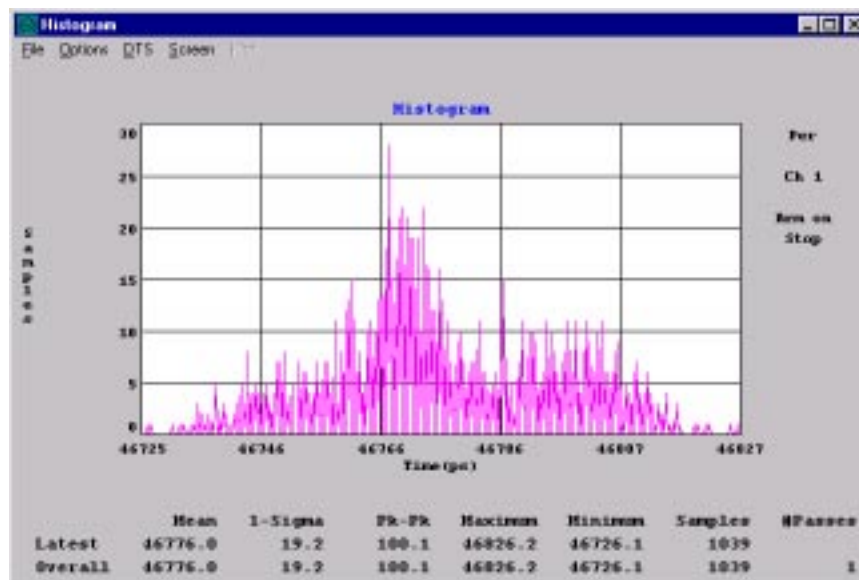 Histogram
File Options DTS Screen
Histogram
30
25
20
15
10
5
0
Samples
46725 46746 46766 46786 46807 46827
Time(ps)
Per
Ch 1
Arm on
Stop
Mean 1-Sigma Pk-Pk Maximum Minimum Samples #Passes
Latest 46776.0 19.2 100.1 46826.2 46726.1 1039
Overall 46776.0 19.2 100.1 46826.2 46726.1 1039 1